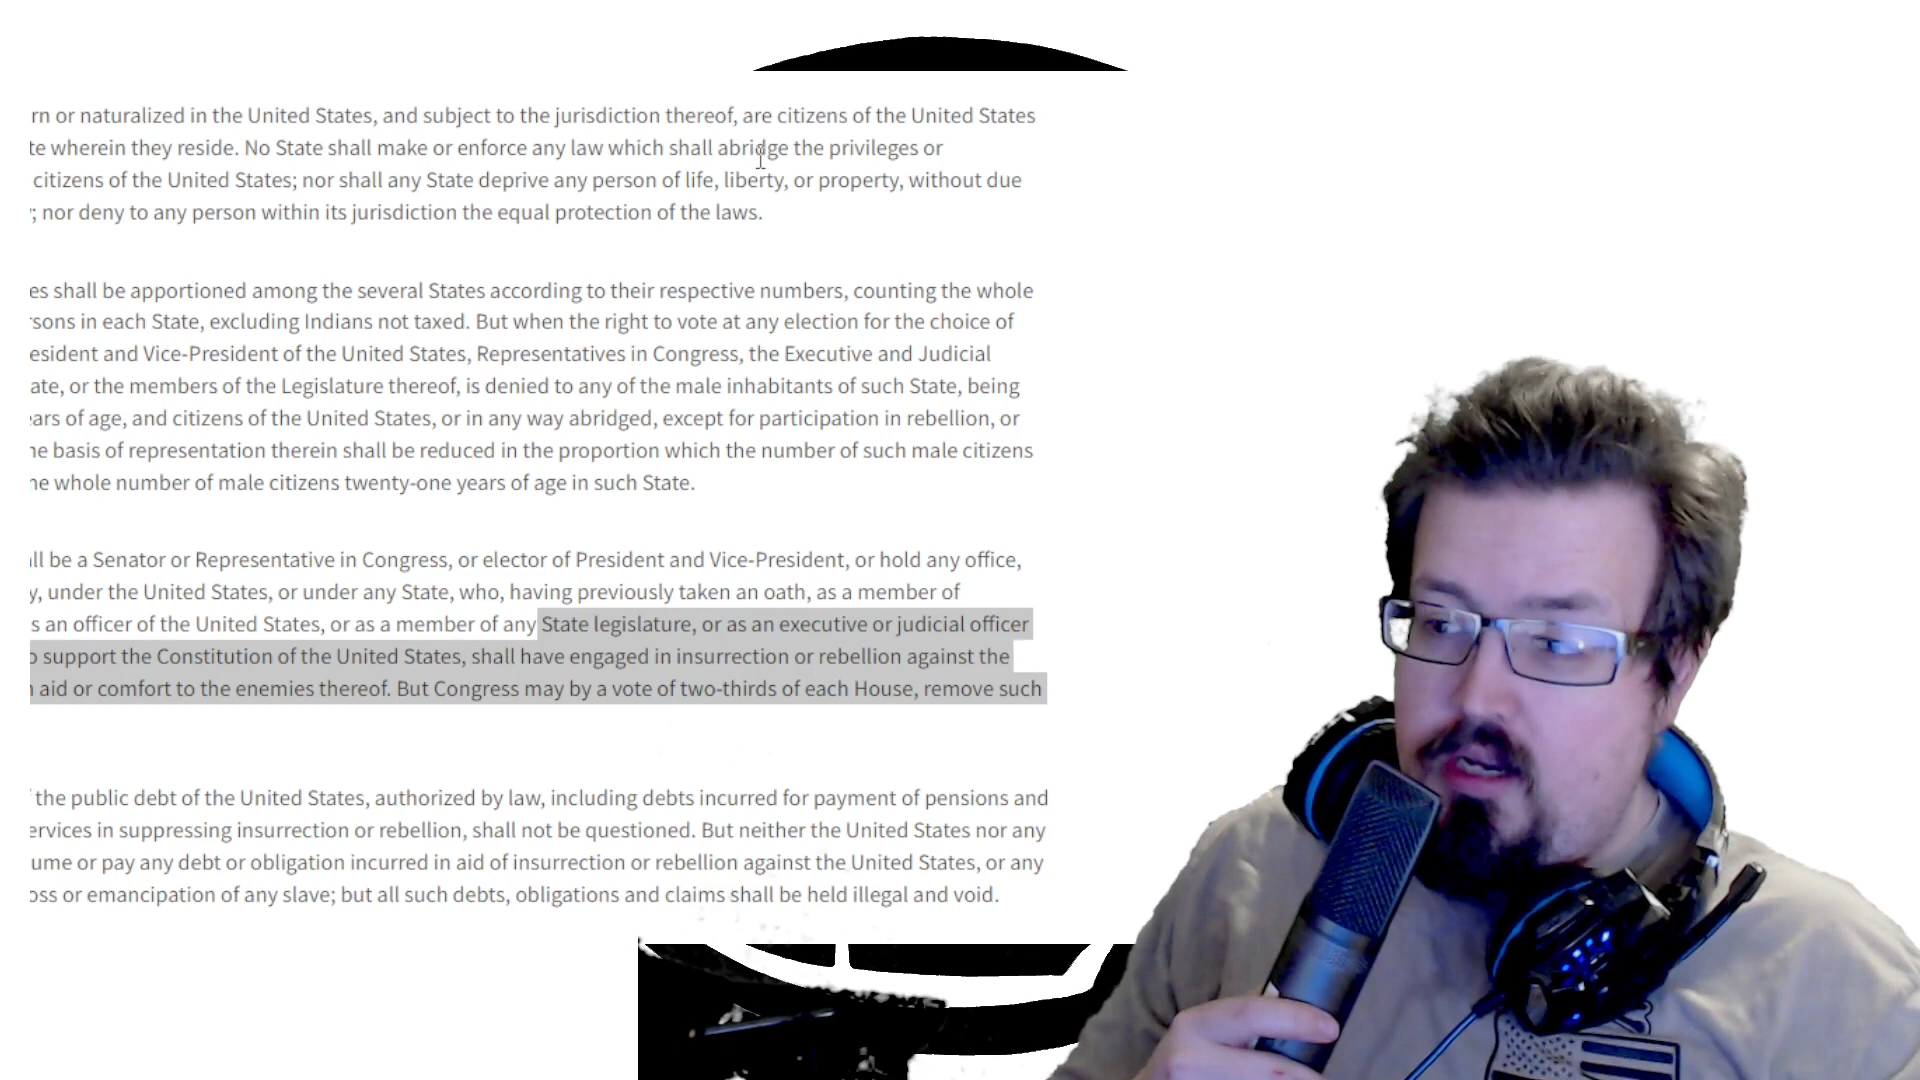 rn or naturalized in the United States, and subject to the jurisdiction thereof, are citizens of the United States
te wherein they reside. No State shall make or enforce any law which shall abridge the privileges or
citizens of the United States; nor shall any State deprive any person of life, liberty, or property, without due
; nor deny to any person within its jurisdiction the equal protection of the laws.
es shall be apportioned among the several States according to their respective numbers, counting the whole
rsons in each State, excluding Indians not taxed. But when the right to vote at any election for the choice of
esident and Vice-President of the United States, Representatives in Congress, the Executive and Judicial
ate, or the members of the Legislature thereof, is denied to any of the male inhabitants of such State, being
ears of age, and citizens of the United States, or in any way abridged, except for participation in rebellion, or
he basis of representation therein shall be reduced in the proportion which the number of such male citizens
he whole number of male citizens twenty-one years of age in such State.
ll be a Senator or Representative in Congress, or elector of President and Vice-President, or hold any office,
y, under the United States, or under any State, who, having previously taken an oath, as a member of
s an officer of the United States, or as a member of any State legislature, or as an executive or judicial officer
o support the Constitution of the United States, shall have engaged in insurrection or rebellion against the
aid or comfort to the enemies thereof. But Congress may by a vote of two-thirds of each House, remove such
the public debt of the United States, authorized by law, including debts incurred for payment of pensions and
ervices in suppressing insurrection or rebellion, shall not be questioned. But neither the United States nor any
ume or pay any debt or obligation incurred in aid of insurrection or rebellion against the United States, or any
oss or emancipation of any slave; but all such debts, obligations and claims shall be held illegal and void.